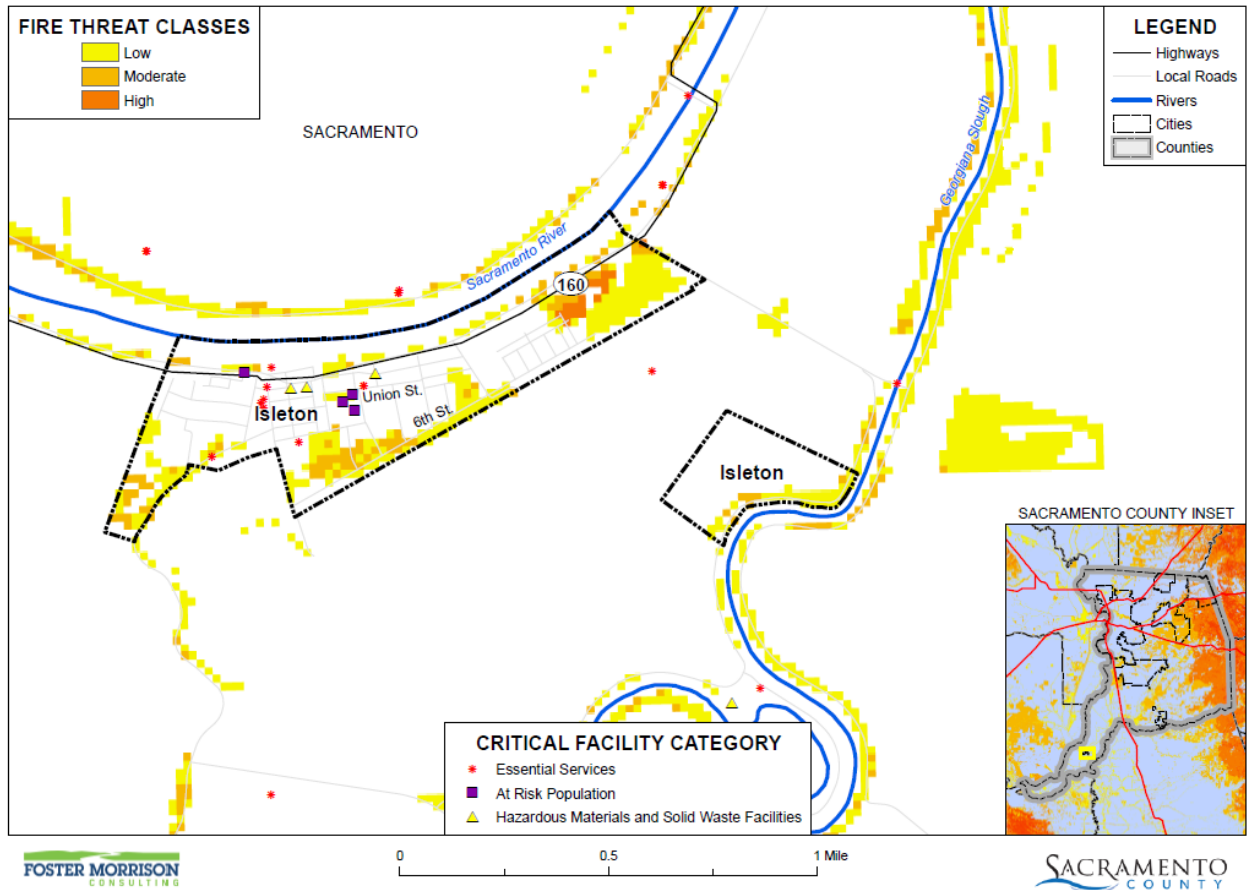 FIRE THREAT CLASSES
Low
Moderate
High
LEGEND
Highways
Local Roads
Rivers
Cities
Counties
SACRAMENTO
Georgiana Slough
Sacramento River
160
Union St.
Isleton
6th St.
Isleton
SACRAMENTO COUNTY INSET
CRITICAL FACILITY CATEGORY
Essential Services
At Risk Population
Hazardous Materials and Solid Waste Facilities
FOSTER MORRISON
CONSULTING
0 0.5 1 Mile
SACRAMENTO
COUNTY